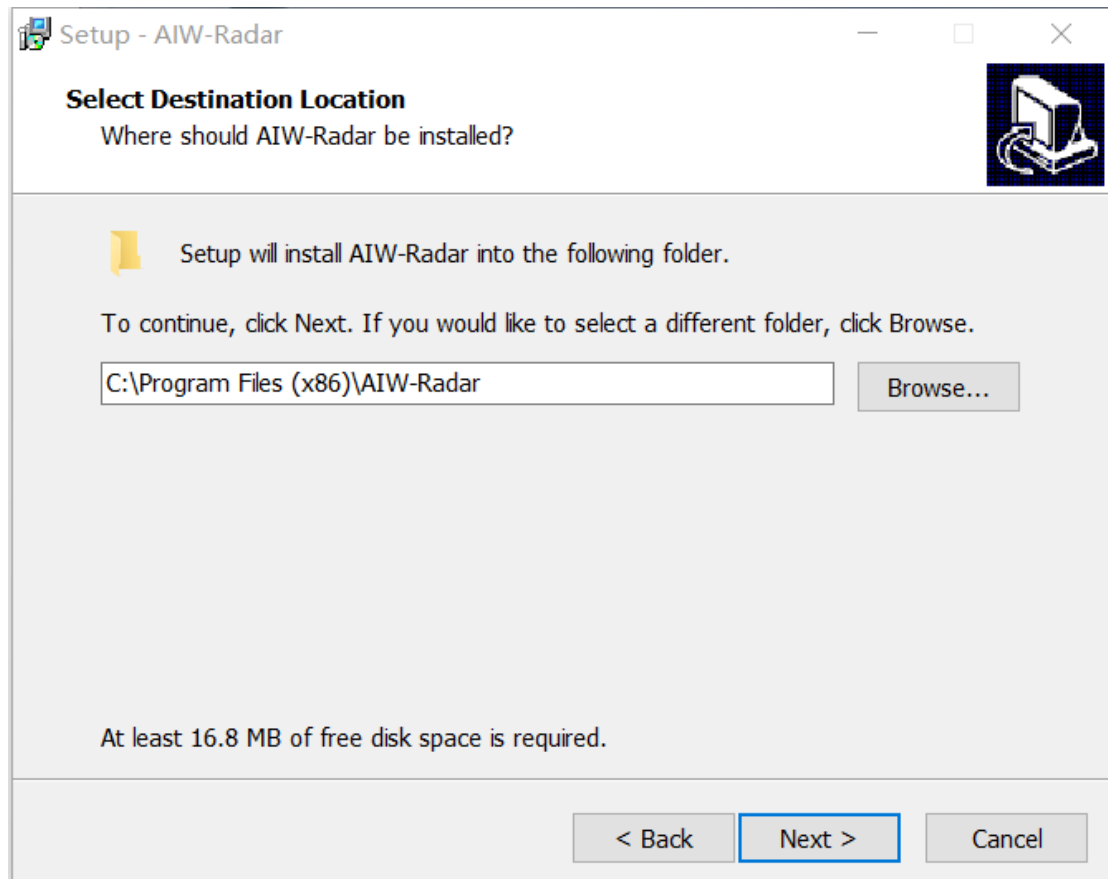 Setup - AIW-Radar
Select Destination Location
Where should AIW-Radar be installed?
Setup will install AIW-Radar into the following folder.
To continue, click Next. If you would like to select a different folder, click Browse.
C:\Program Files (x86)\AIW-Radar
Browse...
At least 16.8 MB of free disk space is required.
< Back
Next >
Cancel